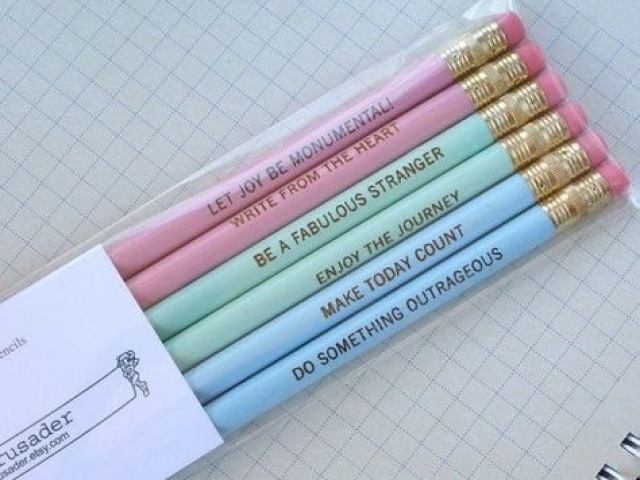 LET JOY BE MONUMENTAL!
WRITE FROM THE HEART
BE A FABULOUS STRANGER
ENJOY THE JOURNEY
MAKE TODAY COUNT
DO SOMETHING OUTRAGEOUS
encils
rusader
sader.etsy.com